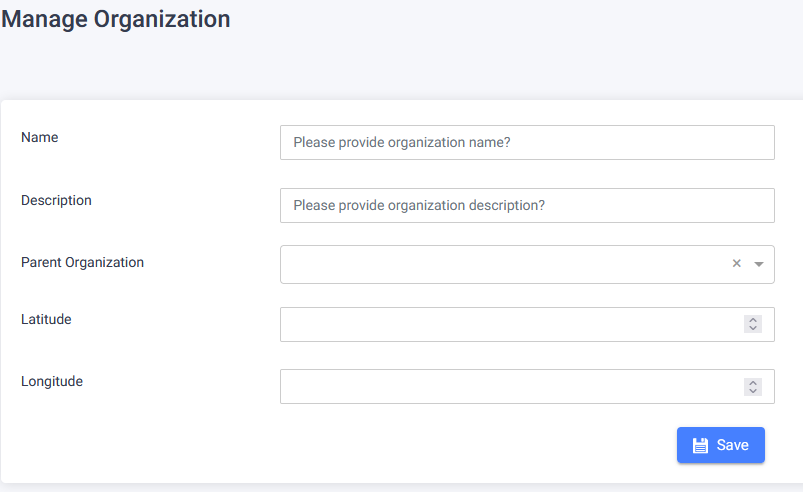 Manage Organization
Name
Please provide organization name?
Description
Please provide organization description?
Parent Organization
Latitude
Longitude
Save